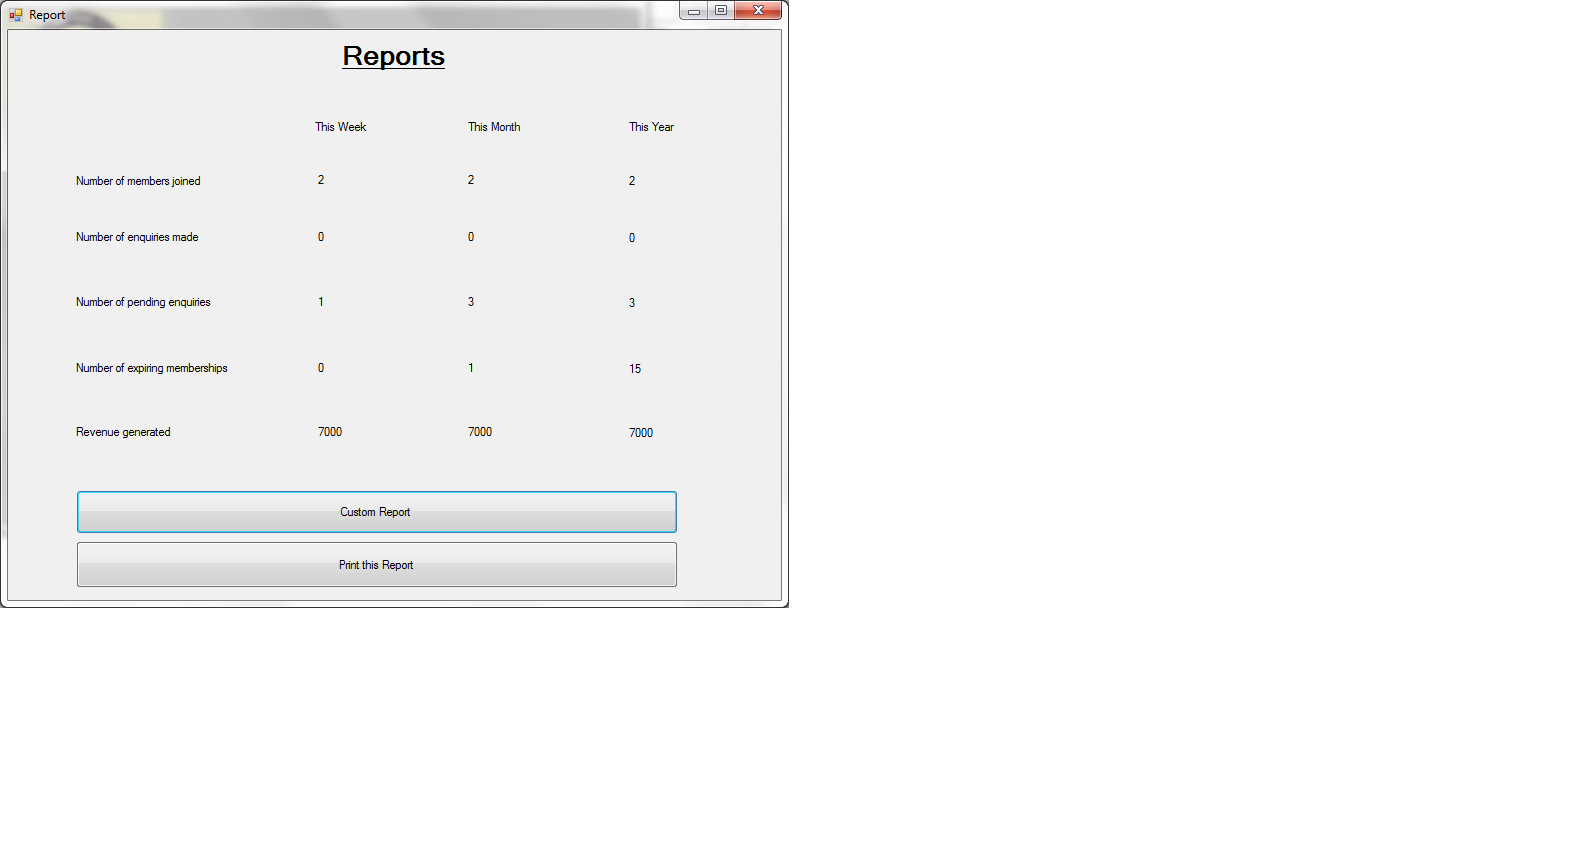 Report
Reports
This Week This Month This Year
Number of members joined 2 2 2
Number of enquiries made 0 0 0
Number of pending enquiries 1 3 3
Number of expiring memberships 0 1 15
Revenue generated 7000 7000 7000
Custom Report
Print this Report